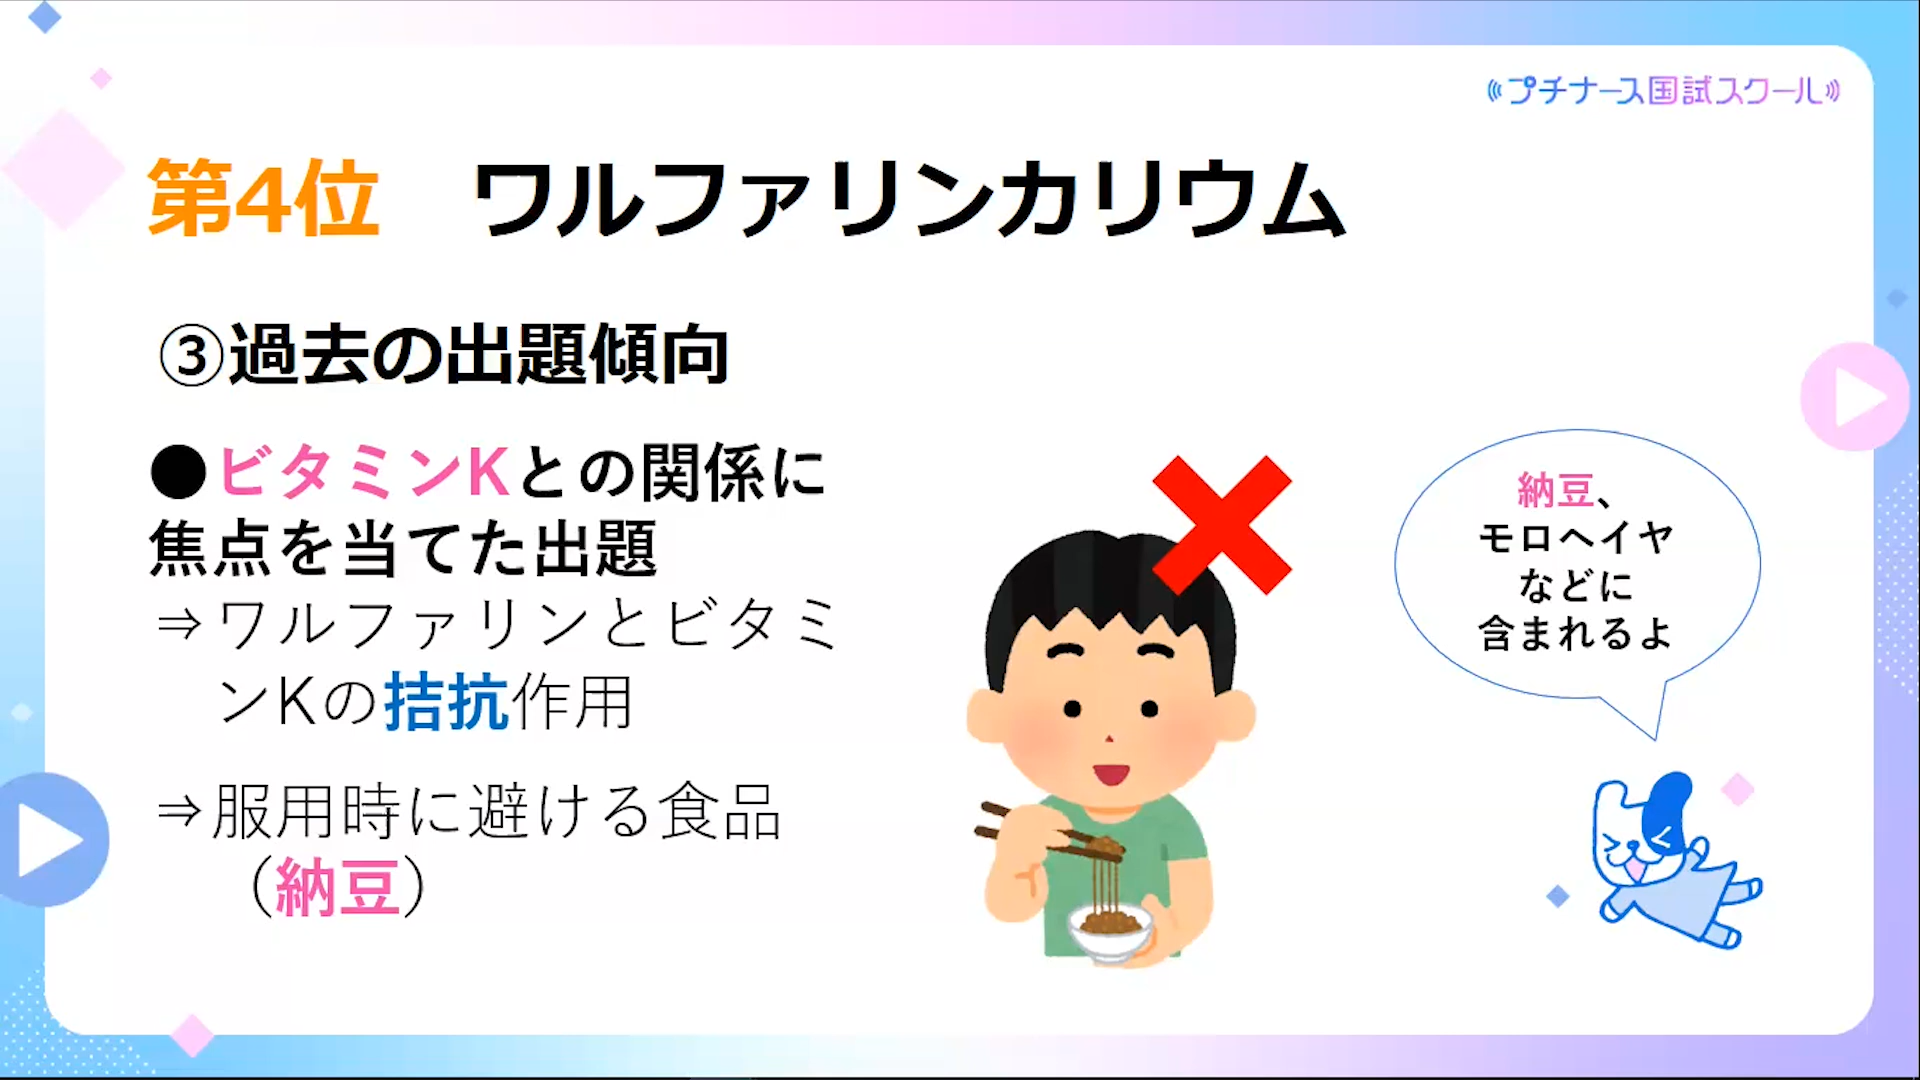 プチナース国試スクール
第4位 ワルファリンカリウム
③過去の出題傾向
●ビタミンKとの関係に
焦点を当てた出題
⇒ワルファリンとビタミ
ンKの拮抗作用
⇒服用時に避ける食品
（納豆）
納豆、
モロヘイヤ
などに
含まれるよ